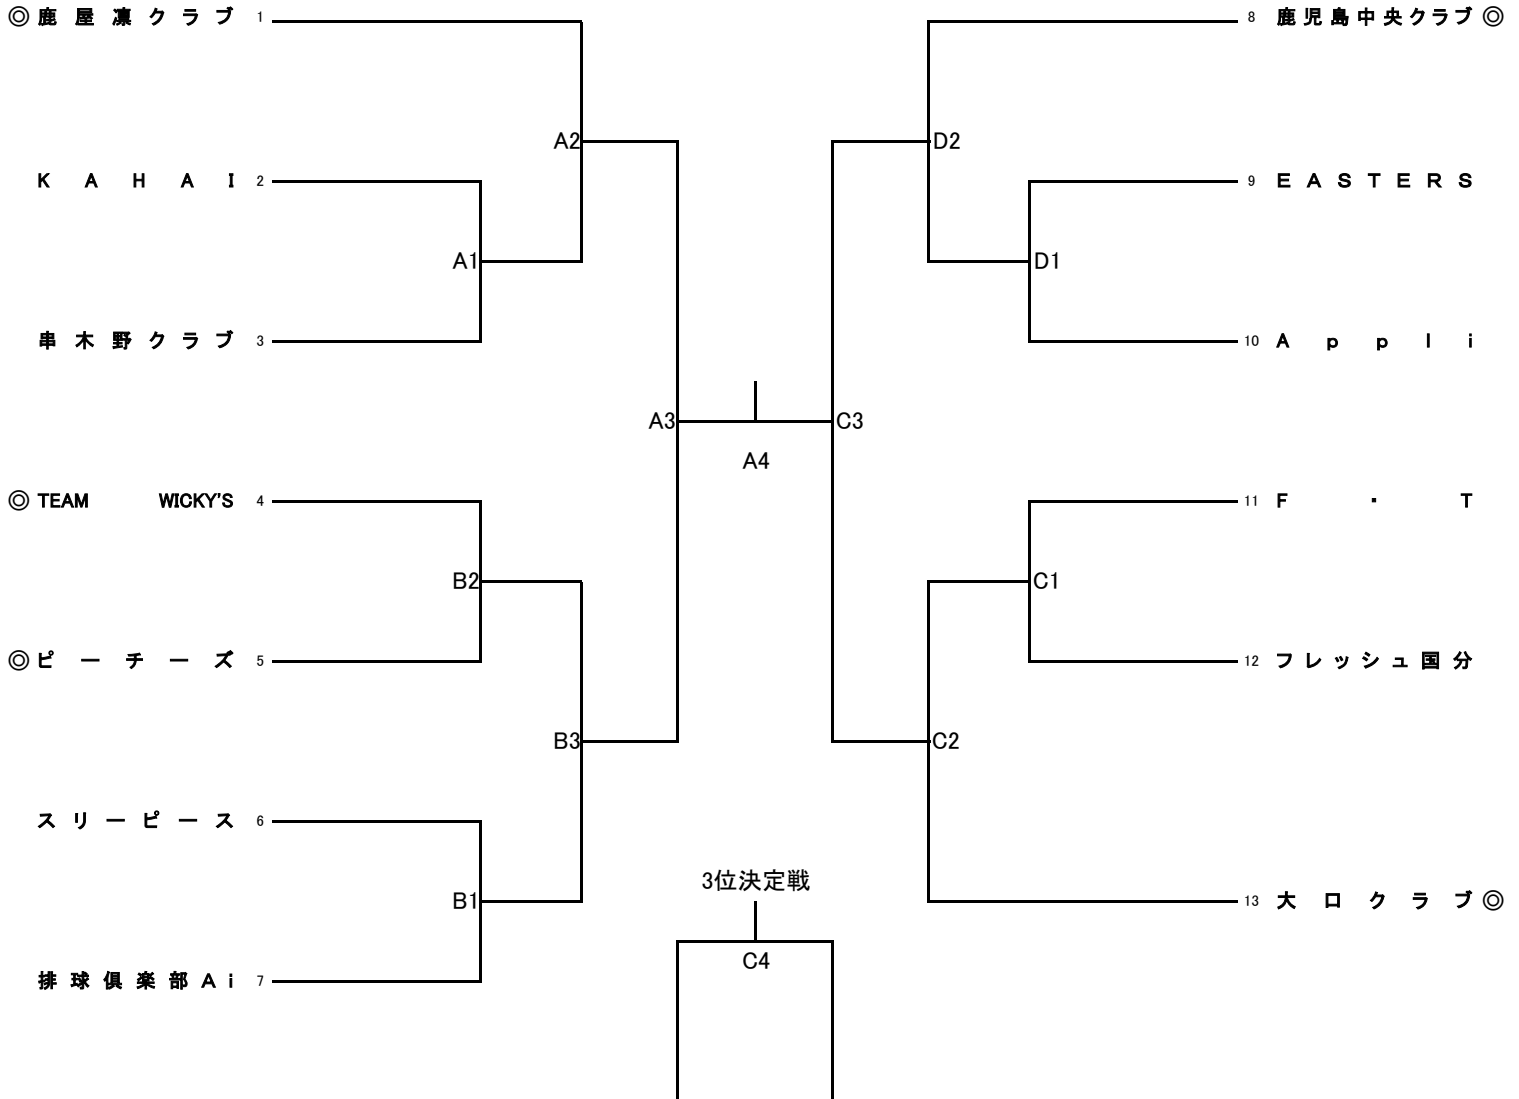 ◎ 鹿屋凛クラブ 1
8 鹿児島中央クラブ ◎
A2
D2
KAHAI 2
9 EASTERS
A1
D1
串木野クラブ 3
10 Appli
A3
C3
A4
◎ TEAM WICKY'S 4
11 F・T
B2
C1
◎ ピーチーズ 5
12 フレッシュ国分
B3
C2
スリーピース 6
3位決定戦
B1
13 大口クラブ ◎
C4
排球倶楽部Ai 7